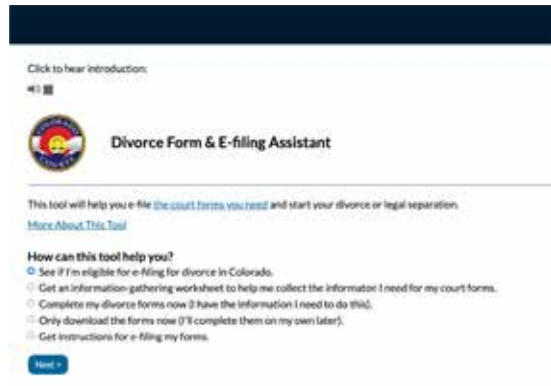 Click to hear introduction:
COLORADO
COURTS
Divorce Form & E-filing Assistant
This tool will help you e-file the court forms you need and start your divorce or legal separation.
More About This Tool
How can this tool help you?
See if I'm eligible for e-filing for divorce in Colorado.
Get an information-gathering worksheet to help me collect the information I need for my court forms.
Complete my divorce forms now (I have the information I need to do this).
Only download the forms now (I'll complete them on my own later).
Get instructions for e-filing my forms.
Next >